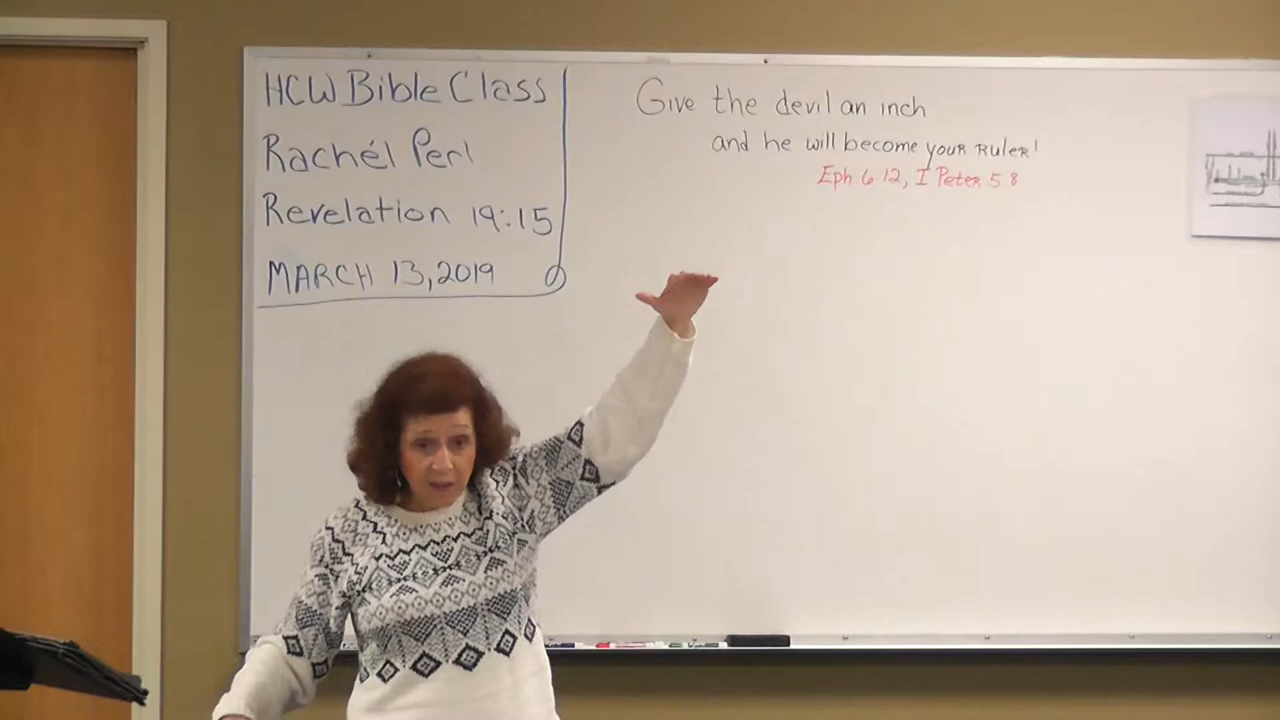 HCW Bible Class
Rachél Perl
Revelation 19:15
MARCH 13, 2019
Give the devil an inch
and he will become your Ruler!
Eph 6 12, I Peter 5 8